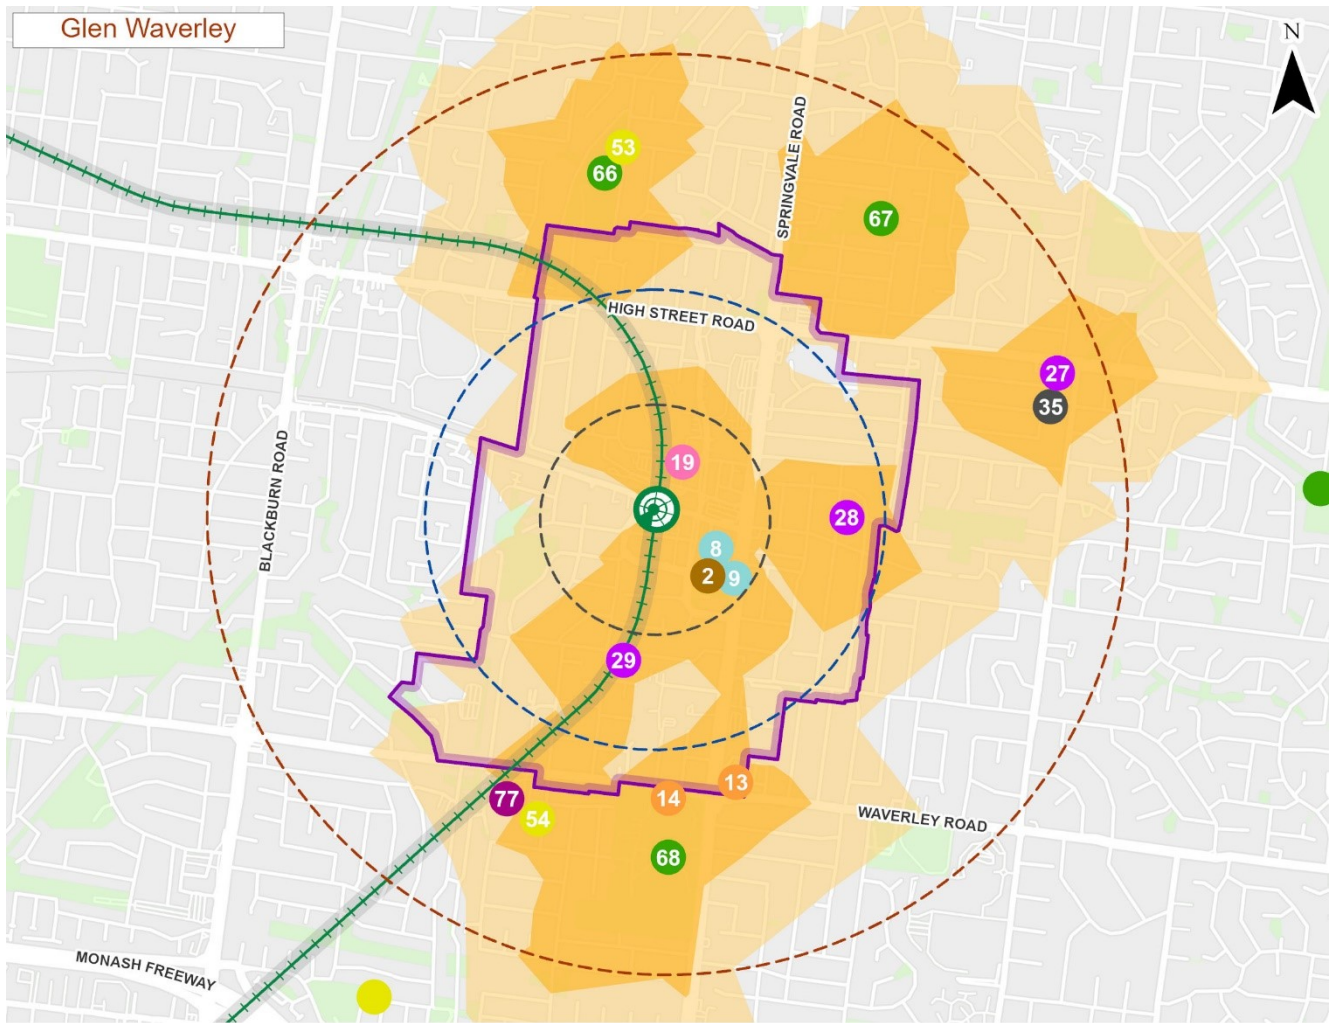 Glen Waverley
N
SPRINGVALE ROAD
53
66
67
HIGH STREET ROAD
27
35
19
BLACKBURN ROAD
28
8
2
9
29
13
14
77
54
WAVERLEY ROAD
68
MONASH FREEWAY